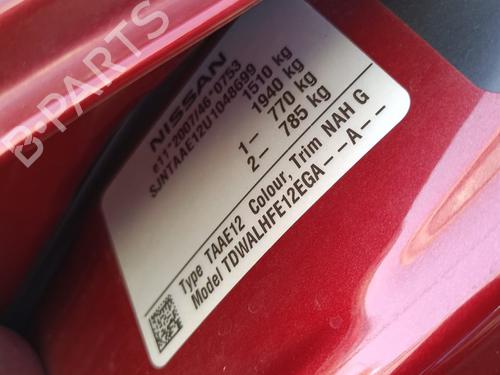 NISSAN
e11*2007/46*0753
SJNTAAE12U1048699
1510 kg
1940 kg
1- 770 kg
2- 785 kg
Type TAAE12 Colour, Trim NAH G
Model TDWALHFE12EGA--A--
B-PARTS